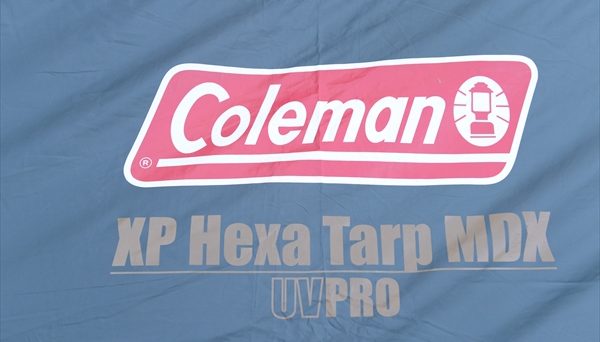 Coleman
®
XP Hexa Tarp MDX
UVPRO